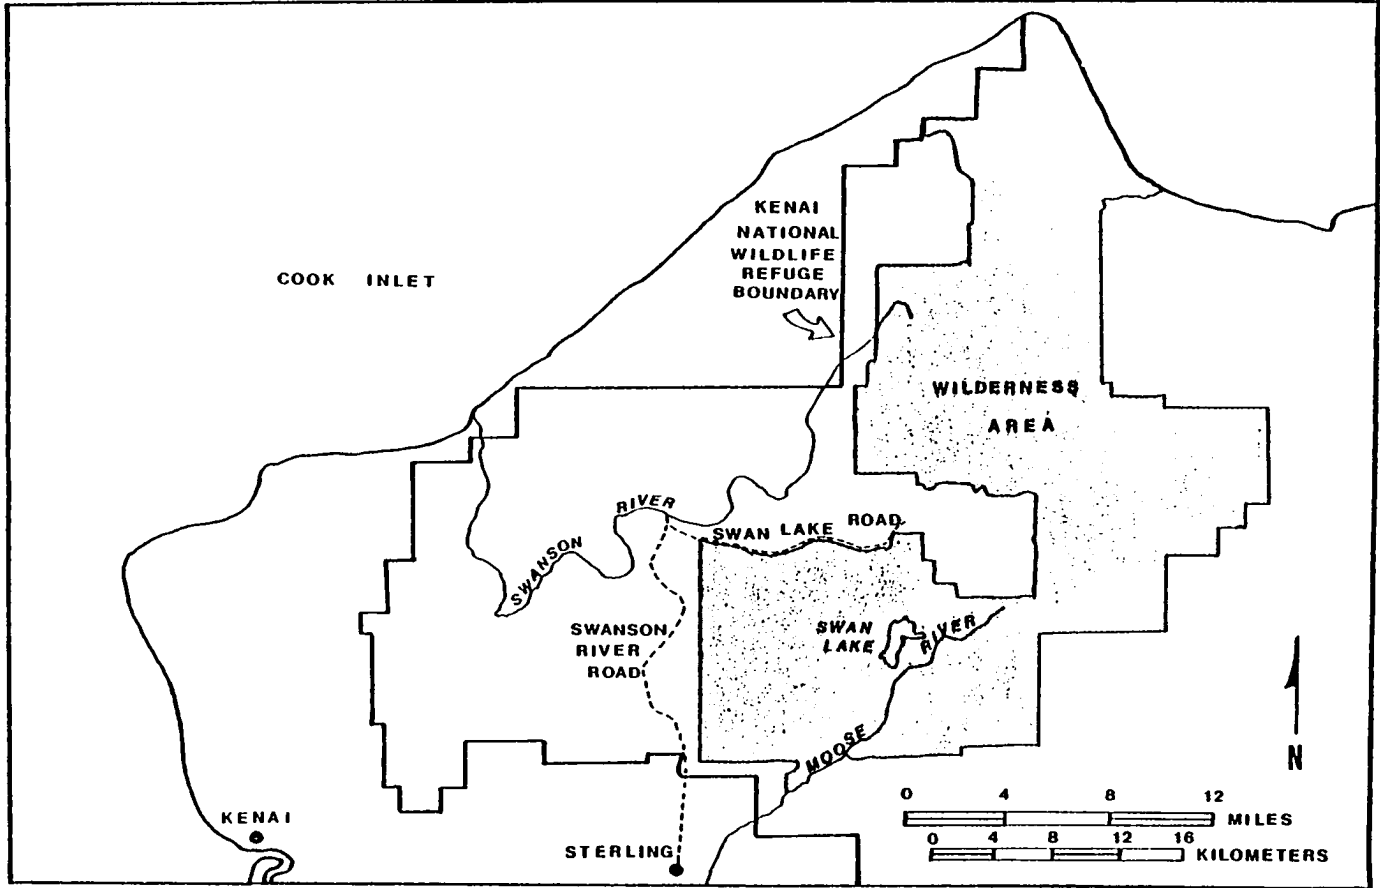 KENAI
NATIONAL
WILDLIFE
REFUGE
BOUNDARY
COOK INLET
WILDERNESS
AREA
SWANSON RIVER
SWAN LAKE ROAD
SWANSON
RIVER
ROAD
SWAN
LAKE
MOOSE RIVER
N
KENAI
STERLING
0 4 8 12
MILES
0 4 8 12 16
KILOMETERS